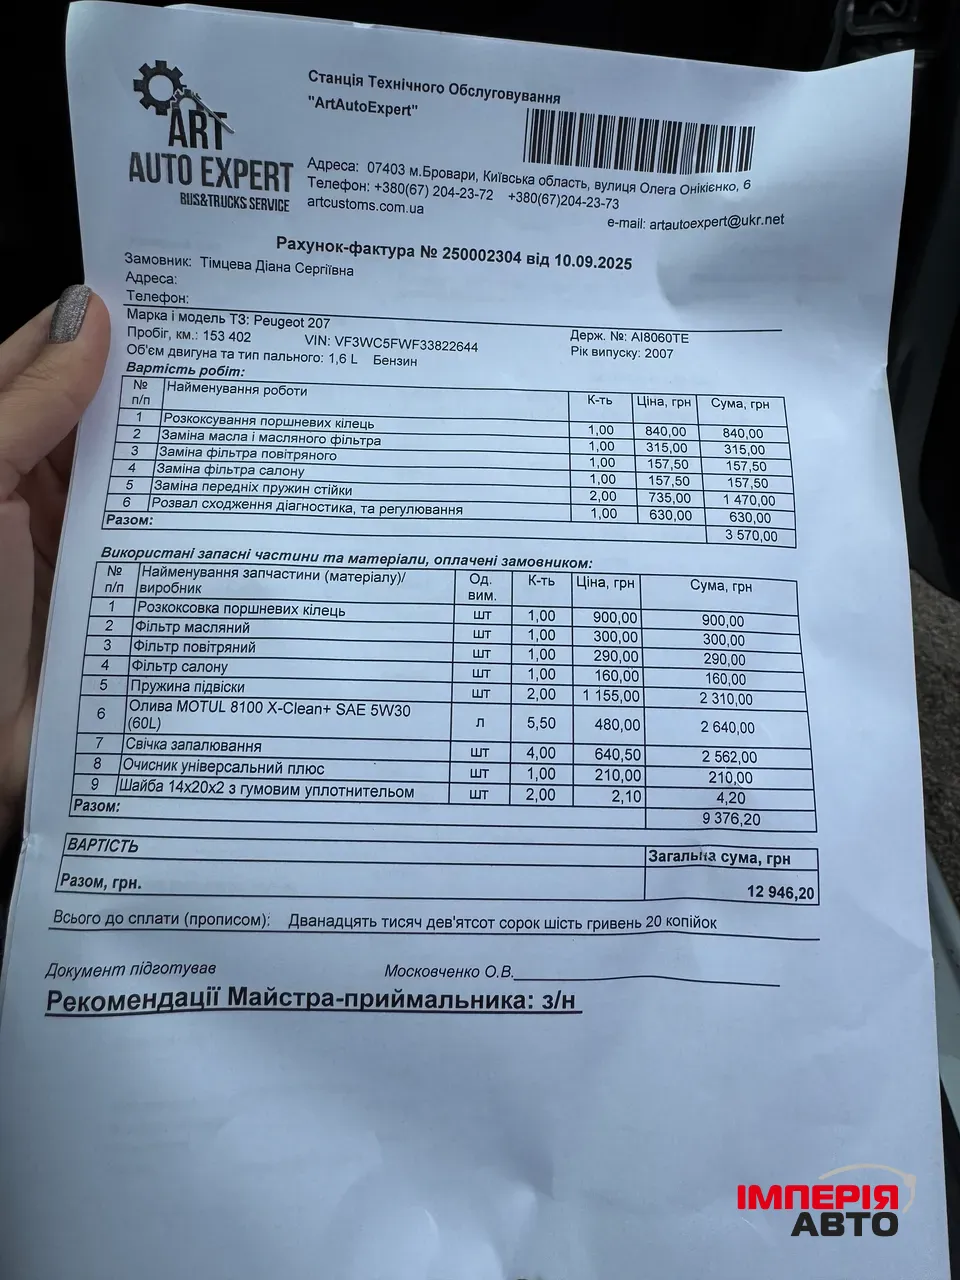 ART
AUTO EXPERT
BUS&TRUCKS SERVICE
Станція Технічного Обслуговування
"ArtAutoExpert"
Адреса: 07403 м.Бровари, Київська область, вулиця Олега Онікієнко, 6
Телефон: +380(67) 204-23-72 +380(67)204-23-73
artcustoms.com.ua
e-mail: artautoexpert@ukr.net
Рахунок-фактура № 250002304 від 10.09.2025
Замовник: Тімцева Діана Сергіївна
Адреса:
Телефон:
Марка і модель ТЗ: Peugeot 207
Держ. №: AI8060TE
Пробіг, км.: 153 402 VIN: VF3WC5FWF33822644
Рік випуску: 2007
Об'єм двигуна та тип пального: 1,6 L Бензин
Вартість робіт:
№ п/п Найменування роботи К-ть Ціна, грн Сума, грн
1 Розкоксування поршневих кілець 1,00 840,00 840,00
2 Заміна масла і масляного фільтра 1,00 315,00 315,00
3 Заміна фільтра повітряного 1,00 157,50 157,50
4 Заміна фільтра салону 1,00 157,50 157,50
5 Заміна передніх пружин стійки 2,00 735,00 1 470,00
6 Розвал сходження діагностика, та регулювання 1,00 630,00 630,00
Разом: 3 570,00
Використані запасні частини та матеріали, оплачені замовником:
№ п/п Найменування запчастини (матеріалу)/ виробник Од. вим. К-ть Ціна, грн Сума, грн
1 Розкоксовка поршневих кілець шт 1,00 900,00 900,00
2 Фільтр масляний шт 1,00 300,00 300,00
3 Фільтр повітряний шт 1,00 290,00 290,00
4 Фільтр салону шт 1,00 160,00 160,00
5 Пружина підвіски шт 2,00 1 155,00 2 310,00
6 Олива MOTUL 8100 X-Clean+ SAE 5W30 (60L) л 5,50 480,00 2 640,00
7 Свічка запалювання шт 4,00 640,50 2 562,00
8 Очисник універсальний плюс шт 1,00 210,00 210,00
9 Шайба 14x20x2 з гумовим уплотнительом шт 2,00 2,10 4,20
Разом: 9 376,20
ВАРТІСТЬ Загальна сума, грн
Разом, грн. 12 946,20
Всього до сплати (прописом): Дванадцять тисяч дев'ятсот сорок шість гривень 20 копійок
Документ підготував Московченко О.В.
Рекомендації Майстра-приймальника: з/н
ІМПЕРІЯ
АВТО